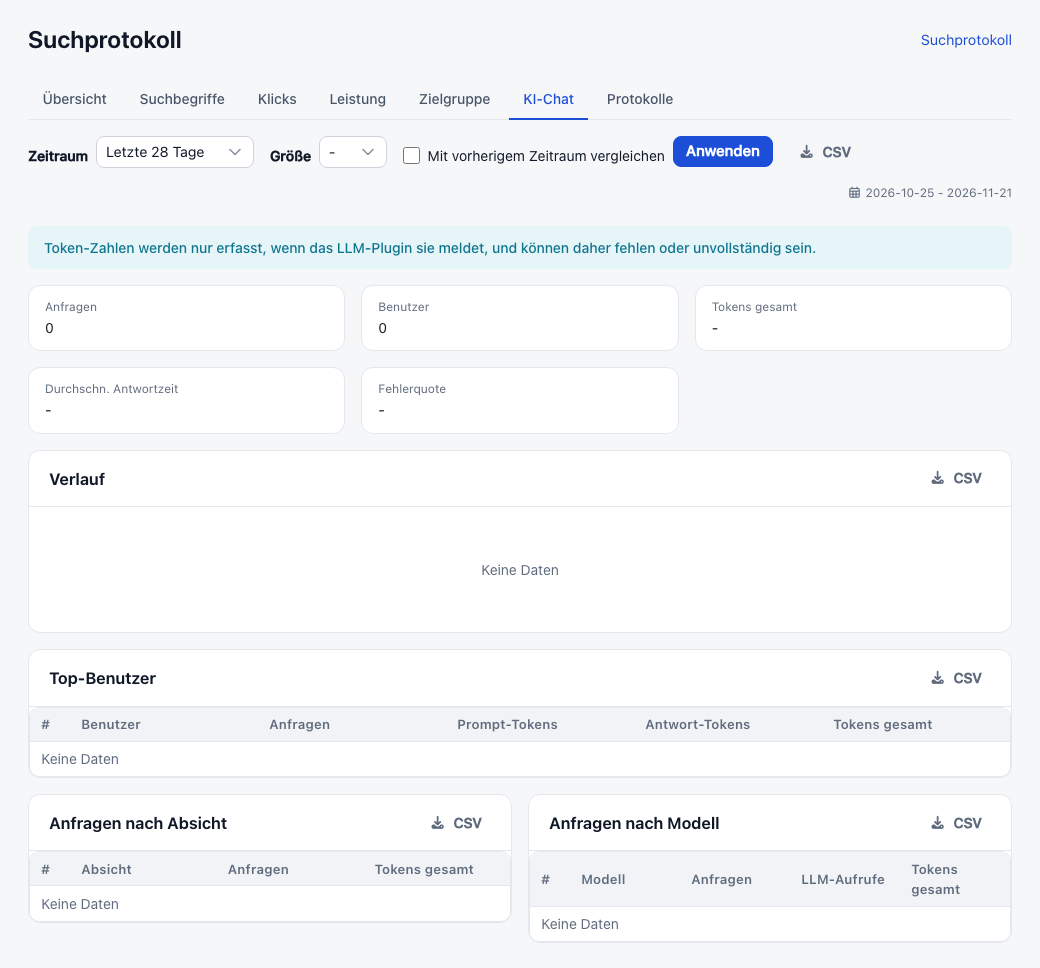 Suchprotokoll
Suchprotokoll
Übersicht Suchbegriffe Klicks Leistung Zielgruppe KI-Chat Protokolle
Zeitraum Letzte 28 Tage Größe - Mit vorherigem Zeitraum vergleichen Anwenden CSV
2026-10-25 - 2026-11-21
Token-Zahlen werden nur erfasst, wenn das LLM-Plugin sie meldet, und können daher fehlen oder unvollständig sein.
Anfragen
0
Benutzer
0
Tokens gesamt
-
Durchschn. Antwortzeit
-
Fehlerquote
-
Verlauf CSV
Keine Daten
Top-Benutzer CSV
# Benutzer Anfragen Prompt-Tokens Antwort-Tokens Tokens gesamt
Keine Daten
Anfragen nach Absicht CSV
# Absicht Anfragen Tokens gesamt
Keine Daten
Anfragen nach Modell CSV
# Modell Anfragen LLM-Aufrufe Tokens gesamt
Keine Daten